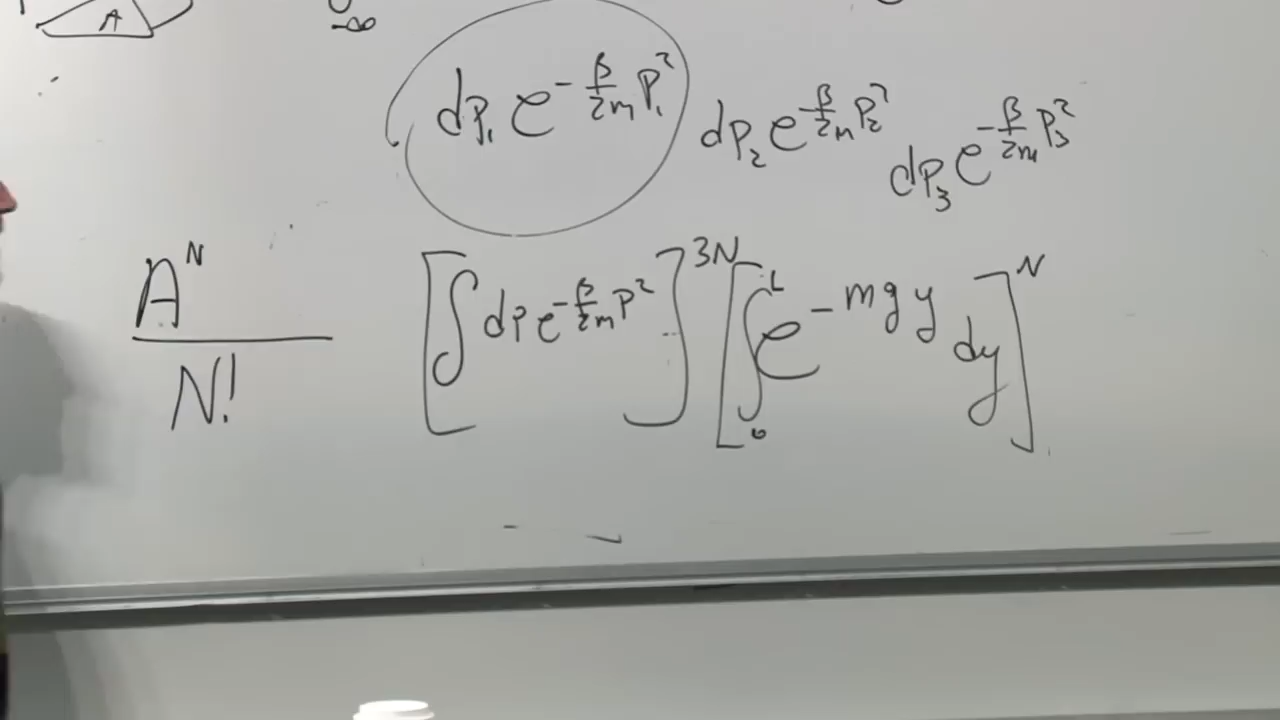 A -∞
dp₁ e^{-β/2m p₁²} dp₂ e^{-β/2m p₂²} dp₃ e^{-β/2m p₃²}
A^N / N! [∫ dp e^{-β/2m p²}]^{3N} [∫₀^L e^{-mgy} dy]^N